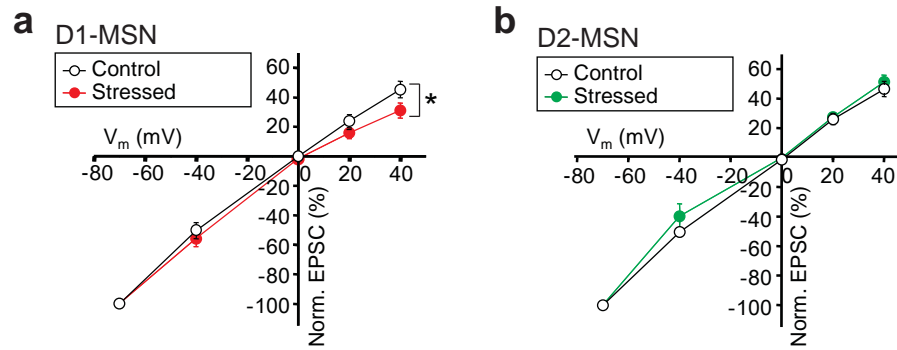 a
D1-MSN
Control
Stressed
60
40
20
*
Vₘ (mV)
-80 -60 -40 -20 0 20 40
-20
-40
-60
-80
-100
Norm. EPSC (%)
b
D2-MSN
Control
Stressed
60
40
20
Vₘ (mV)
-80 -60 -40 -20 0 20 40
-20
-40
-60
-80
-100
Norm. EPSC (%)